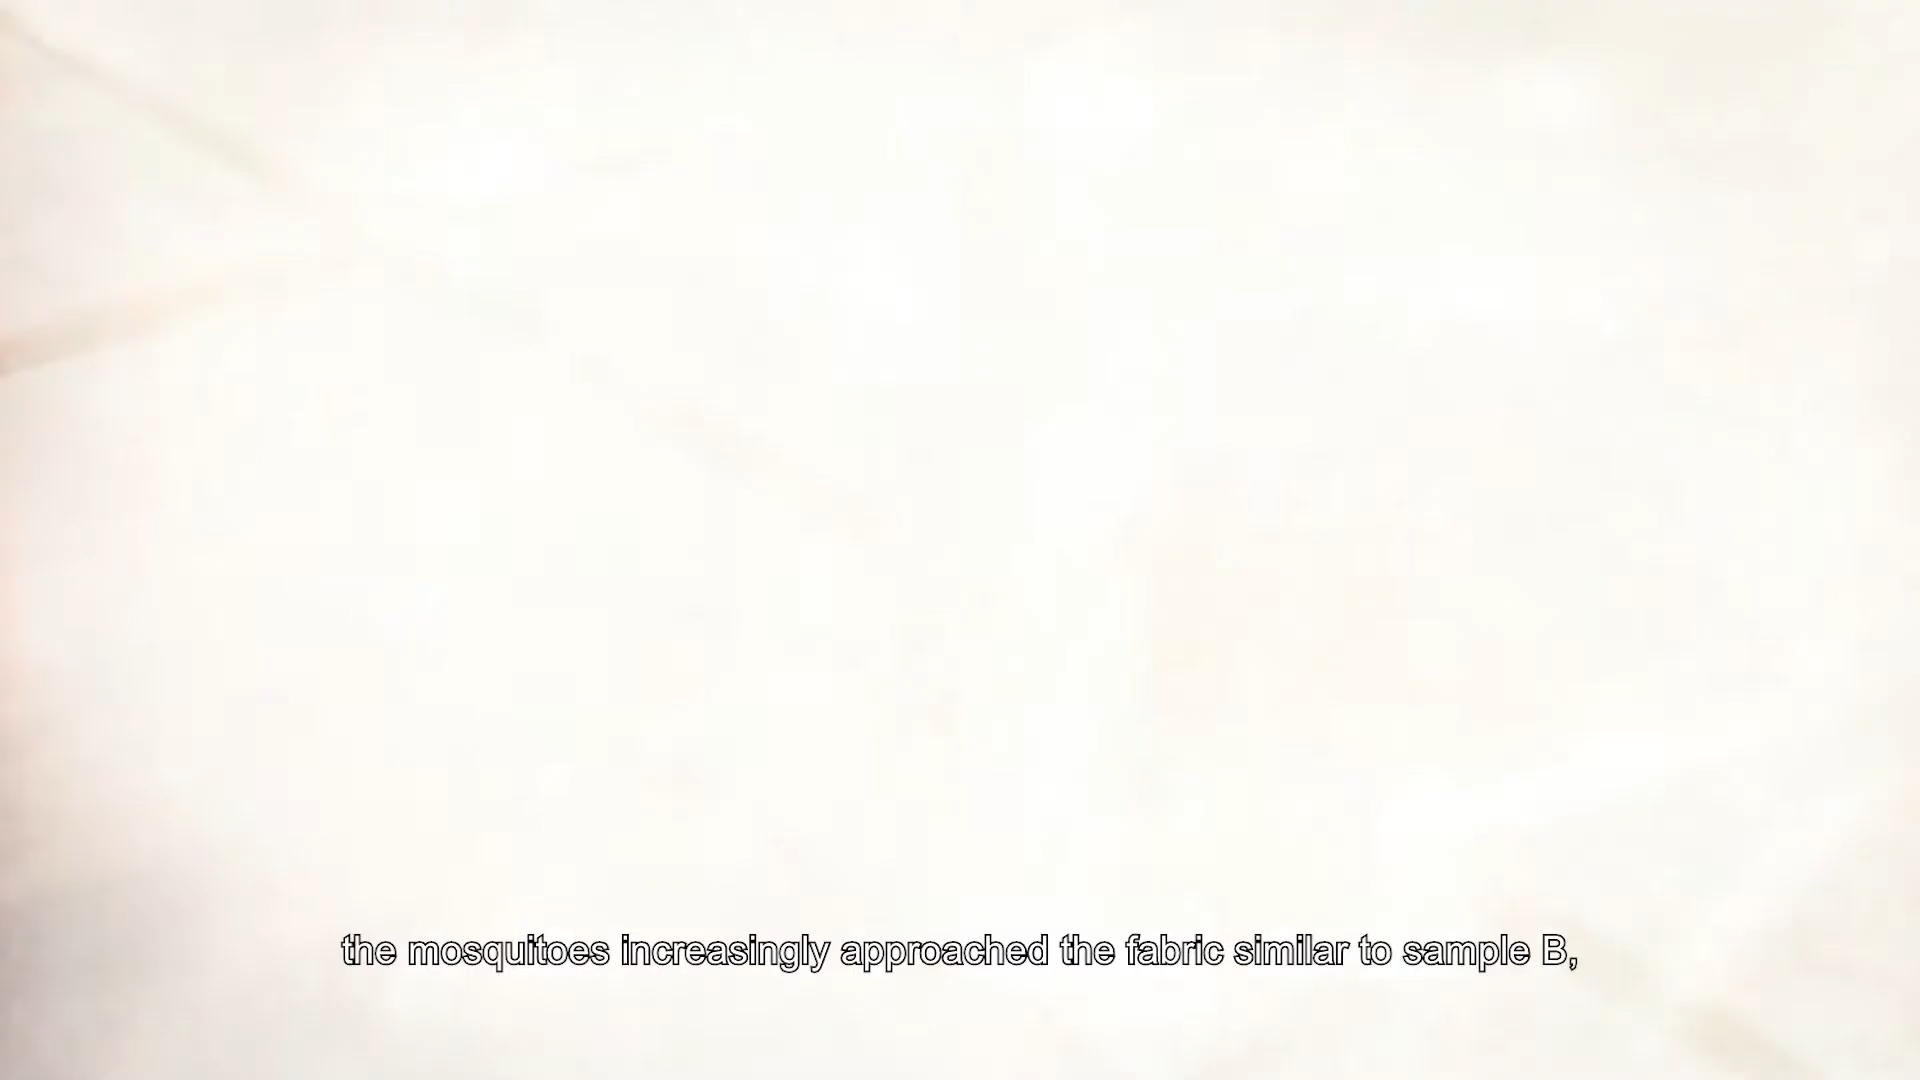 the mosquitoes increasingly approached the fabric similar to sample B,